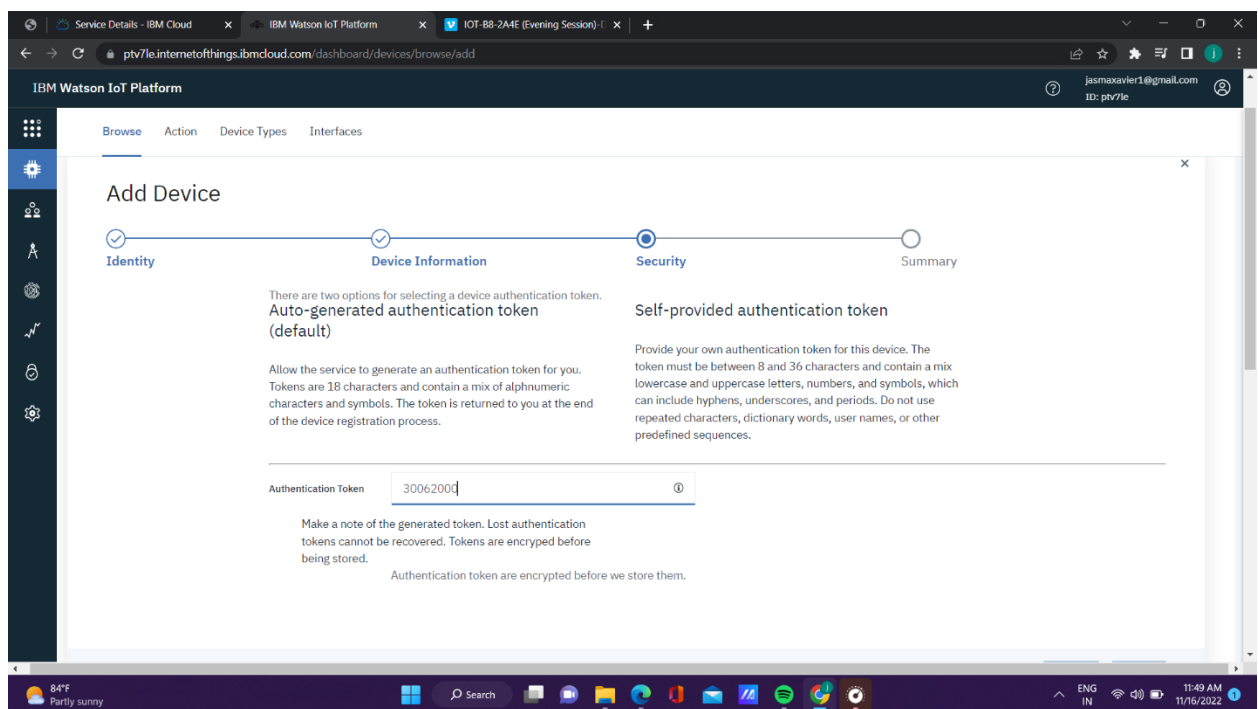 Service Details - IBM Cloud
IBM Watson IoT Platform
IOT-B8-2A4E (Evening Session)-
ptv7le.internetofthings.ibmcloud.com/dashboard/devices/browse/add
j
IBM Watson IoT Platform
jasmaxavier1@gmail.com
ID: ptv7le
Browse Action Device Types Interfaces
Add Device
Identity Device Information Security Summary
There are two options for selecting a device authentication token.
Auto-generated authentication token
(default)
Allow the service to generate an authentication token for you.
Tokens are 18 characters and contain a mix of alphnumeric
characters and symbols. The token is returned to you at the end
of the device registration process.
Self-provided authentication token
Provide your own authentication token for this device. The
token must be between 8 and 36 characters and contain a mix
lowercase and uppercase letters, numbers, and symbols, which
can include hyphens, underscores, and periods. Do not use
repeated characters, dictionary words, user names, or other
predefined sequences.
Authentication Token 30062000
Make a note of the generated token. Lost authentication
tokens cannot be recovered. Tokens are encryped before
being stored.
Authentication token are encrypted before we store them.
84°F
Partly sunny
Search
ENG
IN
11:49 AM
11/16/2022
1